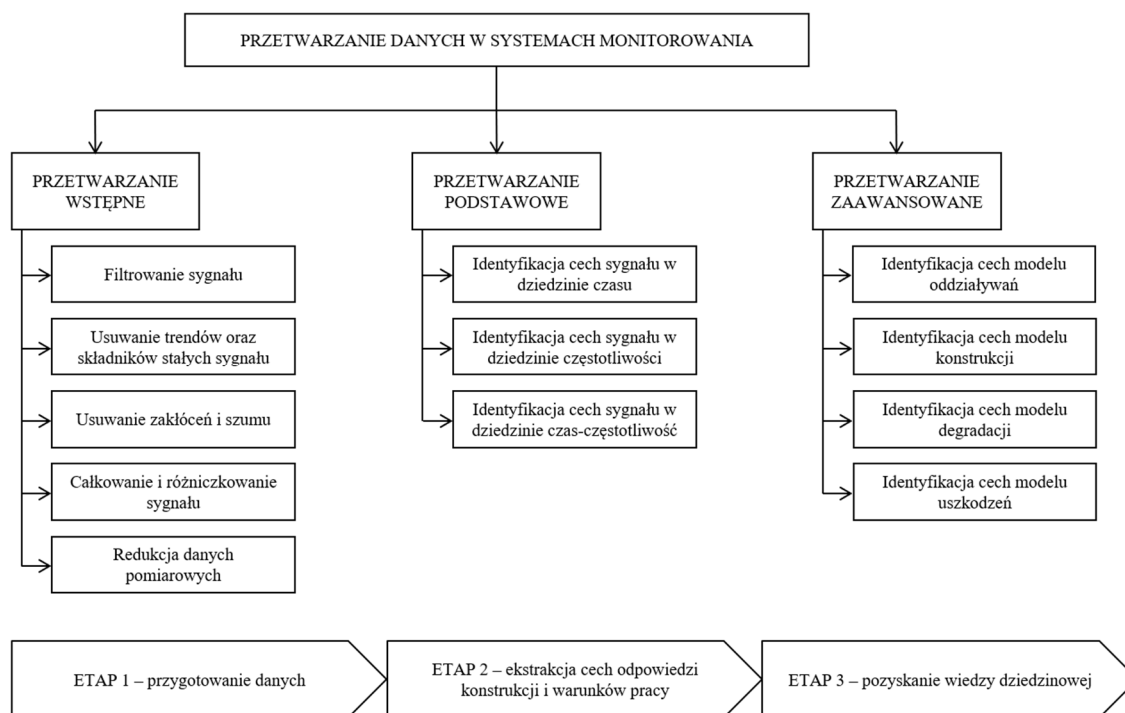 PRZETWARZANIE DANYCH W SYSTEMACH MONITOROWANIA
PRZETWARZANIE
WSTĘPNE
Filtrowanie sygnału
Usuwanie trendów oraz
składników stałych sygnału
Usuwanie zakłóceń i szumu
Całkowanie i różniczkowanie
sygnału
Redukcja danych
pomiarowych
PRZETWARZANIE
PODSTAWOWE
Identyfikacja cech sygnału w
dziedzinie czasu
Identyfikacja cech sygnału w
dziedzinie częstotliwości
Identyfikacja cech sygnału w
dziedzinie czas-częstotliwość
PRZETWARZANIE
ZAAWANSOWANE
Identyfikacja cech modelu
oddziaływań
Identyfikacja cech modelu
konstrukcji
Identyfikacja cech modelu
degradacji
Identyfikacja cech modelu
uszkodzeń
ETAP 1 – przygotowanie danych
ETAP 2 – ekstrakcja cech odpowiedzi
konstrukcji i warunków pracy
ETAP 3 – pozyskanie wiedzy dziedzinowej